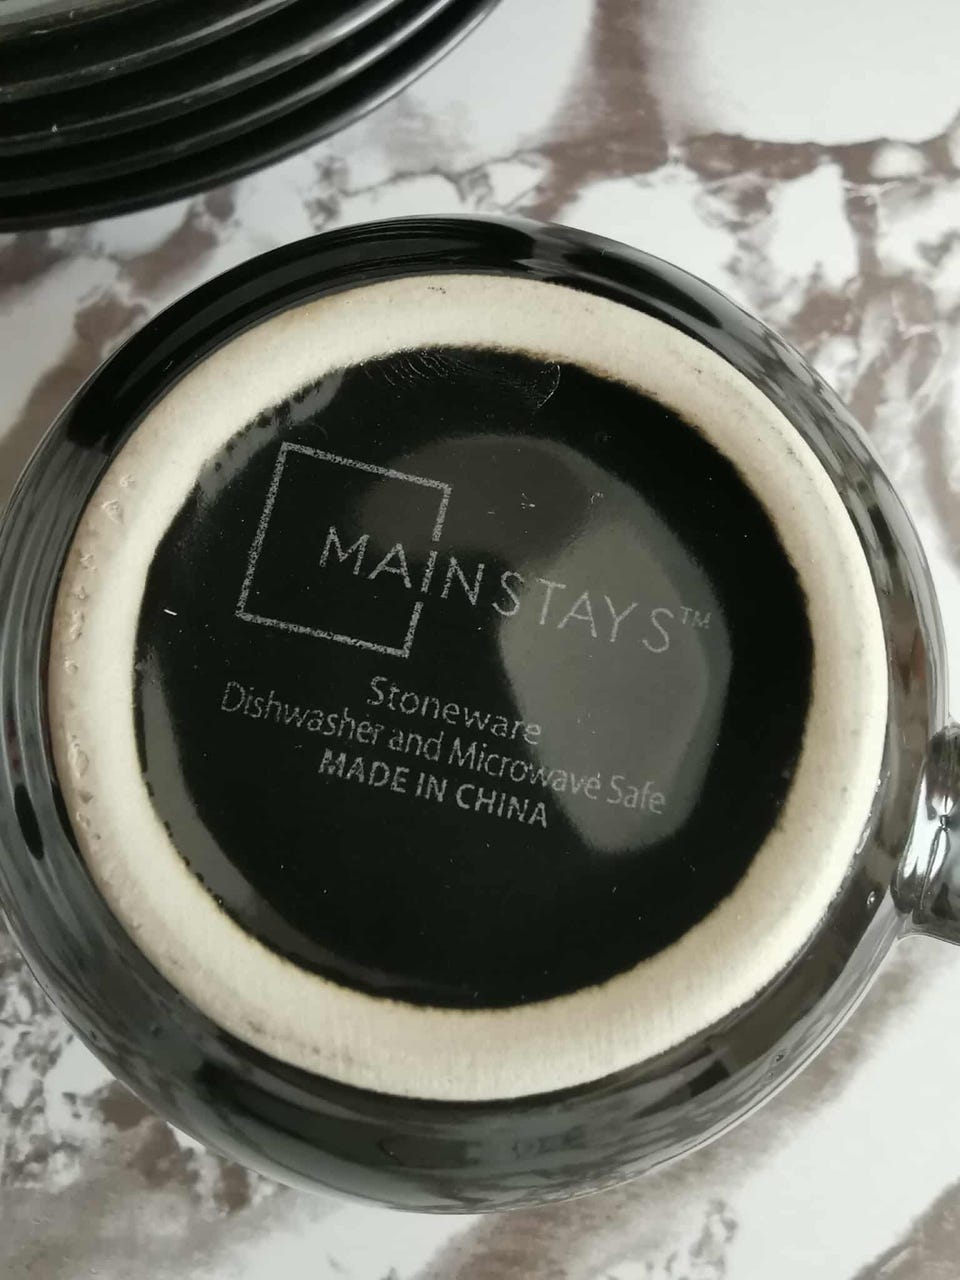 MAINSTAYS™
Stoneware
Dishwasher and Microwave Safe
MADE IN CHINA